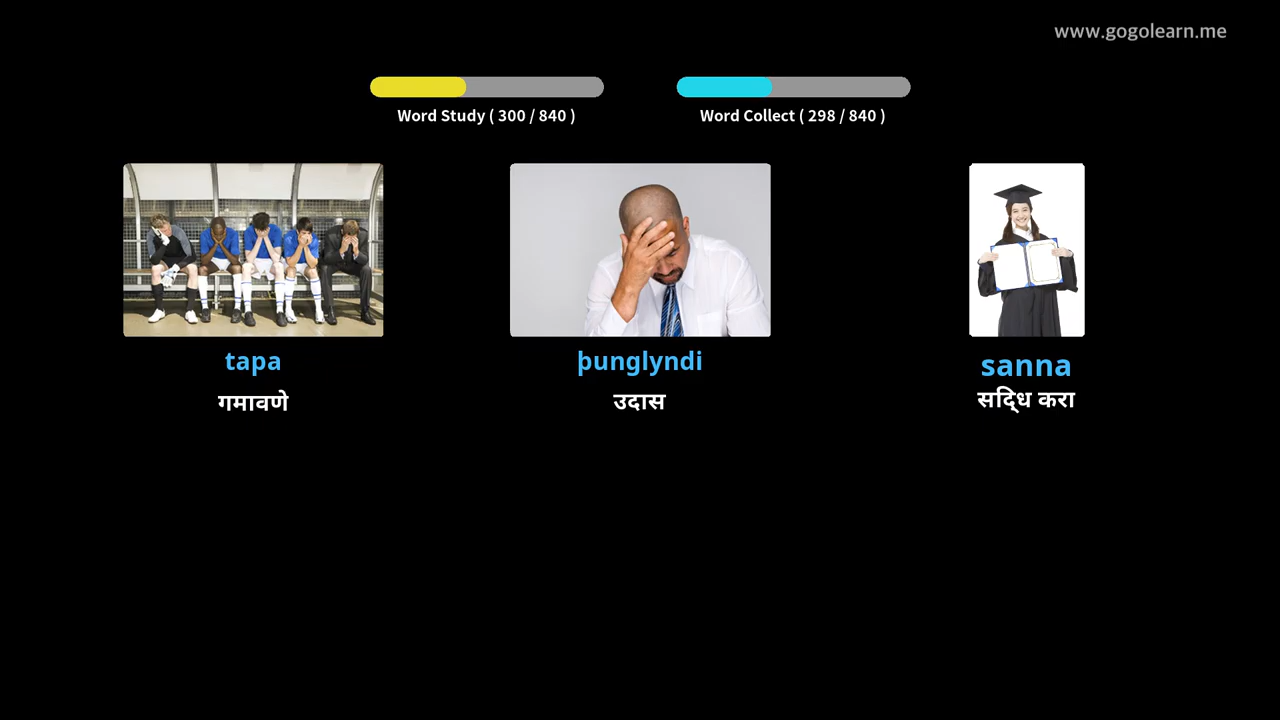 www.gogolearn.me
Word Study ( 300 / 840 )
Word Collect ( 298 / 840 )
tapa
þunglyndi
sanna
गमावणे
उदास
सद्धि करा